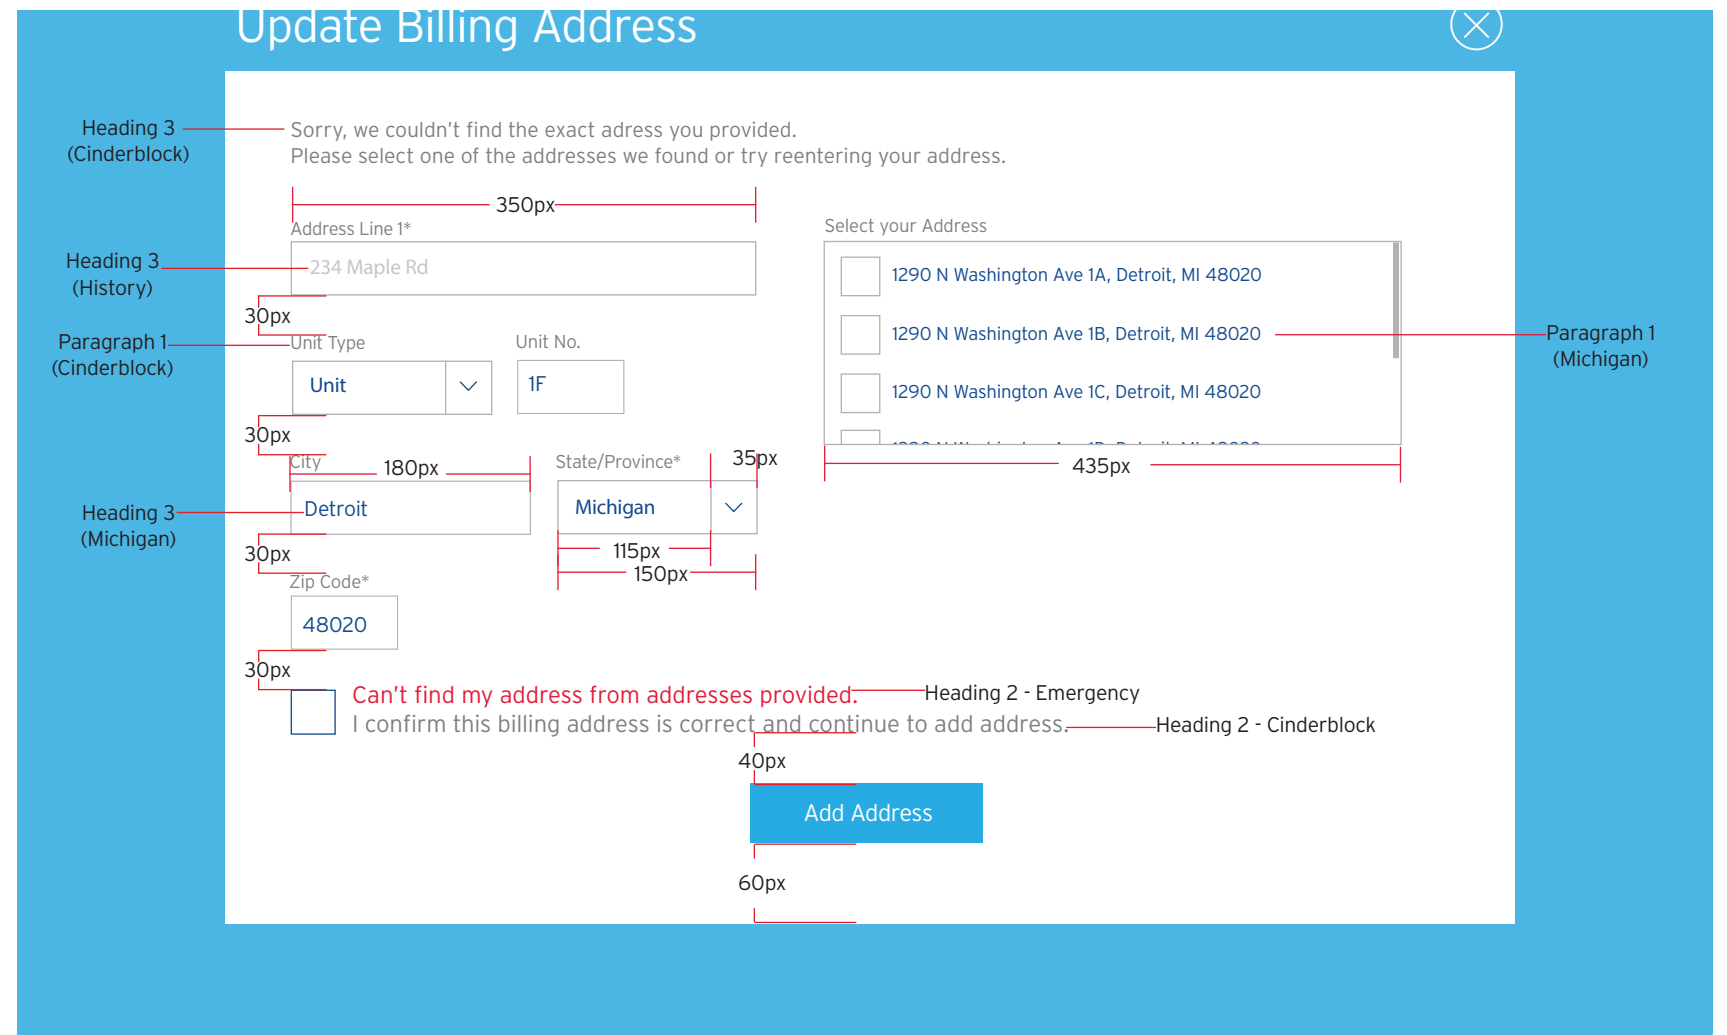 Update Billing Address
Heading 3
(Cinderblock)
Sorry, we couldn't find the exact adress you provided.
Please select one of the addresses we found or try reentering your address.
350px
Address Line 1*
Heading 3
(History)
234 Maple Rd
30px
Paragraph 1
(Cinderblock)
Unit Type
Unit No.
Unit
1F
30px
City
180px
State/Province*
35px
Heading 3
(Michigan)
Detroit
Michigan
30px
115px
150px
Zip Code*
48020
30px
Select your Address
1290 N Washington Ave 1A, Detroit, MI 48020
1290 N Washington Ave 1B, Detroit, MI 48020
Paragraph 1
(Michigan)
1290 N Washington Ave 1C, Detroit, MI 48020
435px
Can't find my address from addresses provided.
Heading 2 - Emergency
I confirm this billing address is correct and continue to add address.
Heading 2 - Cinderblock
40px
Add Address
60px